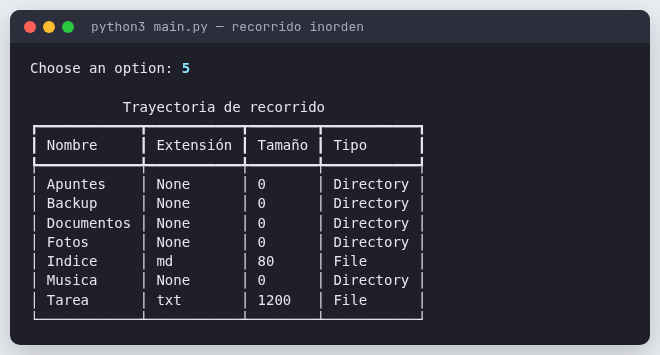 python3 main.py — recorrido inorden
Choose an option: 5
Trayectoria de recorrido
Nombre Extensión Tamaño Tipo
Apuntes None 0 Directory
Backup None 0 Directory
Documentos None 0 Directory
Fotos None 0 Directory
Indice md 80 File
Musica None 0 Directory
Tarea txt 1200 File